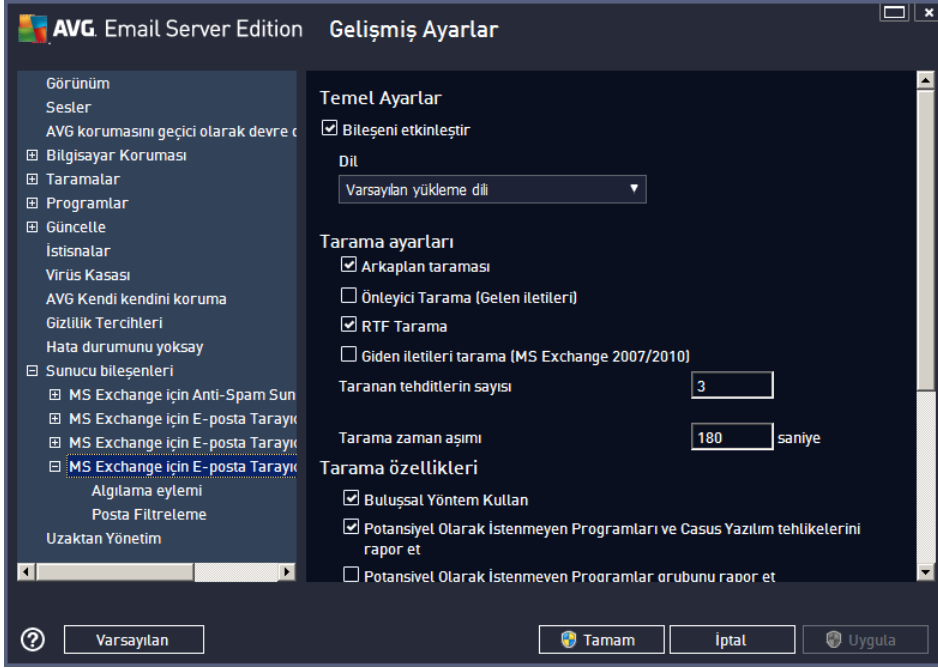 AVG. Email Server Edition Gelişmiş Ayarlar
Görünüm
Sesler
AVG korumasını geçici olarak devre
Bilgisayar Koruması
Taramalar
Programlar
Güncelle
İstisnalar
Virüs Kasası
AVG Kendi kendini koruma
Gizlilik Tercihleri
Hata durumunu yoksay
Sunucu bileşenleri
MS Exchange için Anti-Spam Sun
MS Exchange için E-posta Tarayıc
MS Exchange için E-posta Tarayıc
MS Exchange için E-posta Tarayıc
Algılama eylemi
Posta Filtreleme
Uzaktan Yönetim
Temel Ayarlar
Bileşeni etkinleştir
Dil
Varsayılan yükleme dili
Tarama ayarları
Arkaplan taraması
Önleyici Tarama (Gelen iletileri)
RTF Tarama
Giden iletileri tarama (MS Exchange 2007/2010)
Taranan tehditlerin sayısı 3
Tarama zaman aşımı 180 saniye
Tarama özellikleri
Buluşsal Yöntem Kullan
Potansiyel Olarak İstenmeyen Programları ve Casus Yazılım tehlikelerini
rapor et
Potansiyel Olarak İstenmeyen Programlar grubunu rapor et
? Varsayılan Tamam İptal Uygula